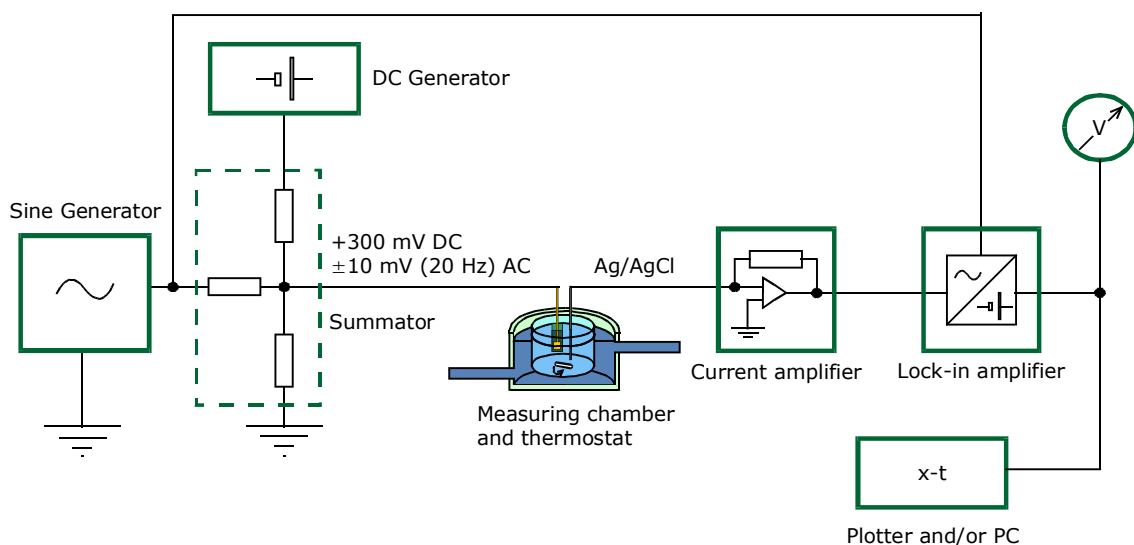 DC Generator
V
Sine Generator
+300 mV DC
±10 mV (20 Hz) AC
Ag/AgCl
Summator
Current amplifier
Lock-in amplifier
Measuring chamber
and thermostat
x-t
Plotter and/or PC